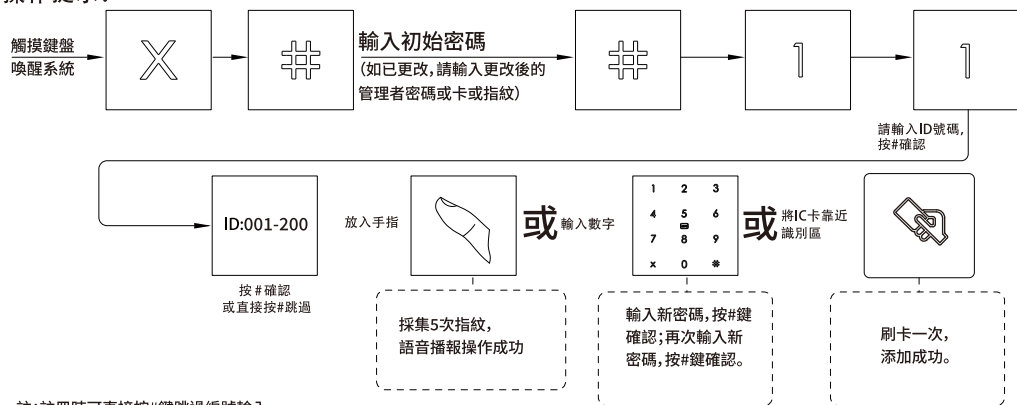 觸摸鍵盤
喚醒系統
X
#
輸入初始密碼
(如已更改,請輸入更改後的
管理者密碼或卡或指紋)
#
1
1
請輸入ID號碼,
按#確認
ID:001-200
按#確認
或直接按#跳過
放入手指
或
輸入數字
1 2 3
4 5 6
7 8 9
× 0 #
或
將IC卡靠近
識別區
採集5次指紋,
語音播報操作成功
輸入新密碼,按#鍵
確認;再次輸入新
密碼,按#鍵確認。
刷卡一次,
添加成功。